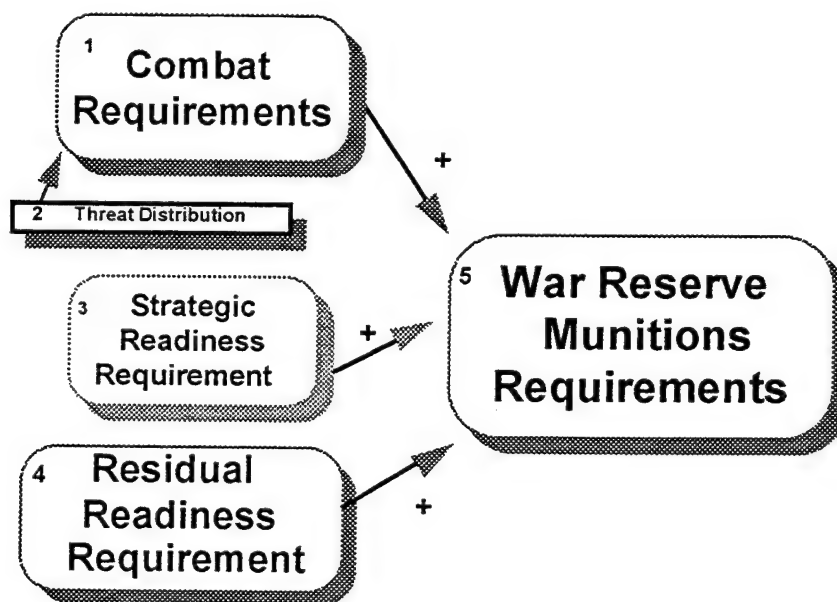 1
Combat
Requirements
+
2 Threat Distribution
3
Strategic
Readiness
Requirement
+
4
Residual
Readiness
Requirement
+
5
War Reserve
Munitions
Requirements